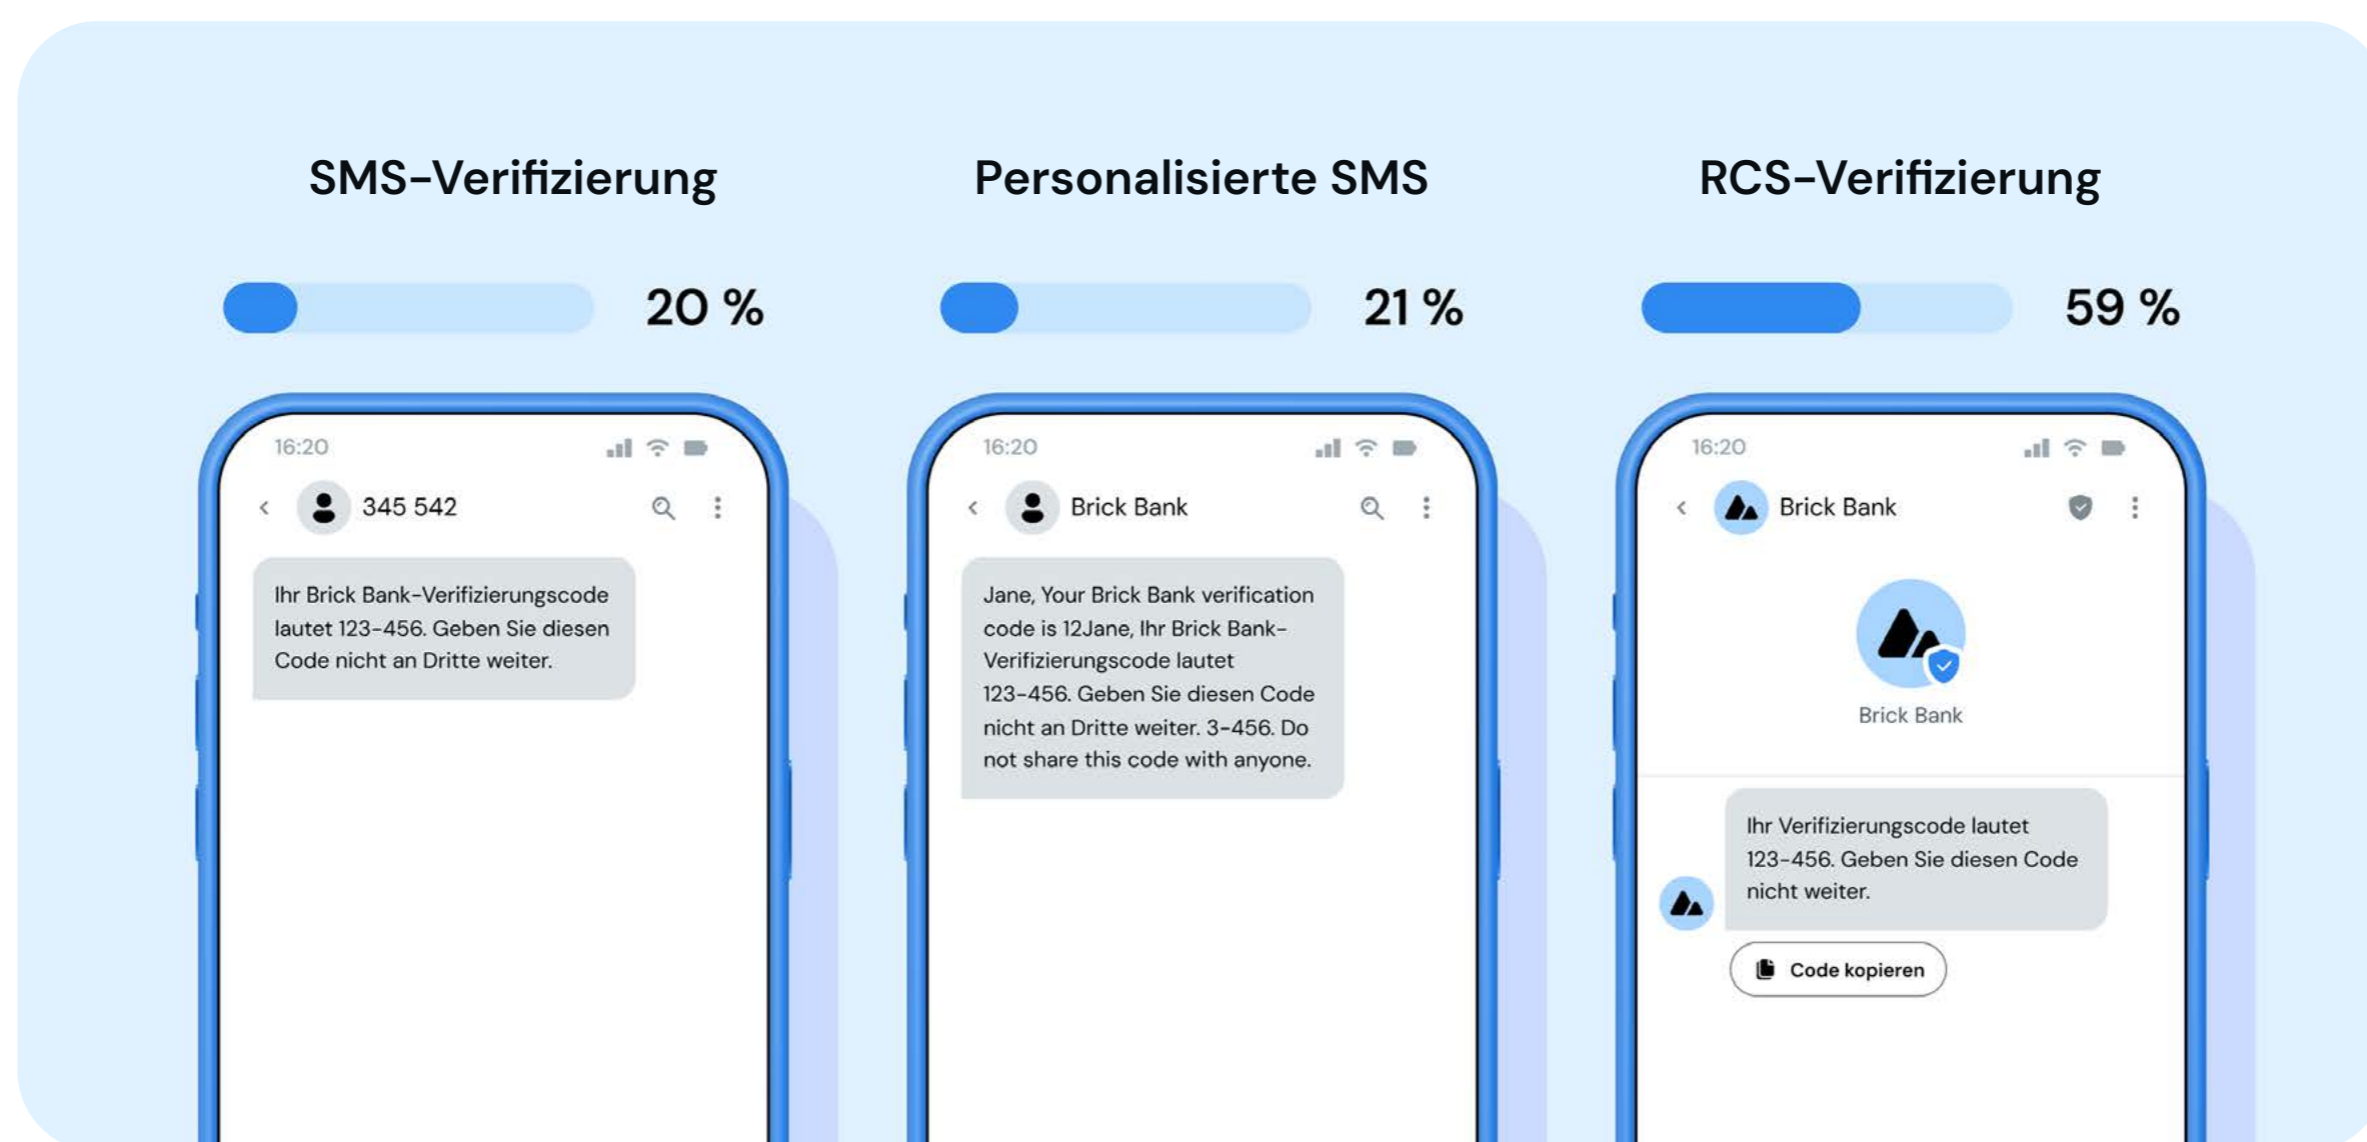 SMS-Verifizierung
20 %
16:20
345 542
Ihr Brick Bank-Verifizierungscode
lautet 123-456. Geben Sie diesen
Code nicht an Dritte weiter.
Personalisierte SMS
21 %
16:20
Brick Bank
Jane, Your Brick Bank verification
code is 12Jane, Ihr Brick Bank-
Verifizierungscode lautet
123-456. Geben Sie diesen Code
nicht an Dritte weiter. 3-456. Do
not share this code with anyone.
RCS-Verifizierung
59 %
16:20
Brick Bank
Brick Bank
Ihr Verifizierungscode lautet
123-456. Geben Sie diesen Code
nicht weiter.
Code kopieren